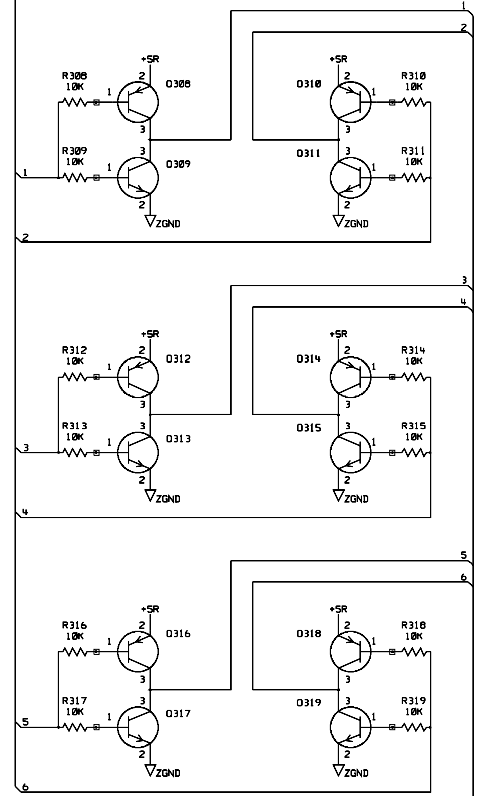 1
2
+SR
+SR
R308
10K
1
2
Q308
3
Q310
2
1
R310
10K
3
R309
10K
1
3
Q309
2
Q311
3
1
R311
10K
2
1
ZGND
ZGND
2
3
4
+SR
+SR
R312
10K
1
2
Q312
3
Q314
2
1
R314
10K
3
R313
10K
1
3
Q313
2
Q315
3
1
R315
10K
2
3
ZGND
ZGND
4
5
6
+SR
+SR
R316
10K
1
2
Q316
3
Q318
2
1
R318
10K
3
R317
10K
1
3
Q317
2
Q319
3
1
R319
10K
2
5
ZGND
ZGND
6